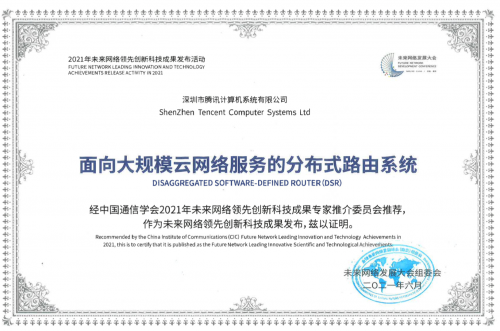 2021年未来网络领先创新科技成果发布活动
FUTURE NETWORK LEADING INNOVATION AND TECHNOLOGY
ACHIEVEMENTS RELEASE ACTIVITY IN 2021
未来网络发展大会
FUTURE NETWORK
DEVELOPMENT CONFERENCE
深圳市腾讯计算机系统有限公司
ShenZhen Tencent Computer Systems Ltd
面向大规模云网络服务的分布式路由系统
DISAGGREGATED SOFTWARE-DEFINED ROUTER (DSR)
经中国通信学会2021年未来网络领先创新科技成果专家推介委员会推荐，
作为未来网络领先创新科技成果发布，兹以证明。
Recommended by the China Institute of Communications (CIC) Future Network Leading Innovation and Technology Achievements in
2021, this is to certify that it is published as the Future Network Leading Innovative Scientific and Technological Achievements.
未来网络发展大会组委会
二〇二一年六月